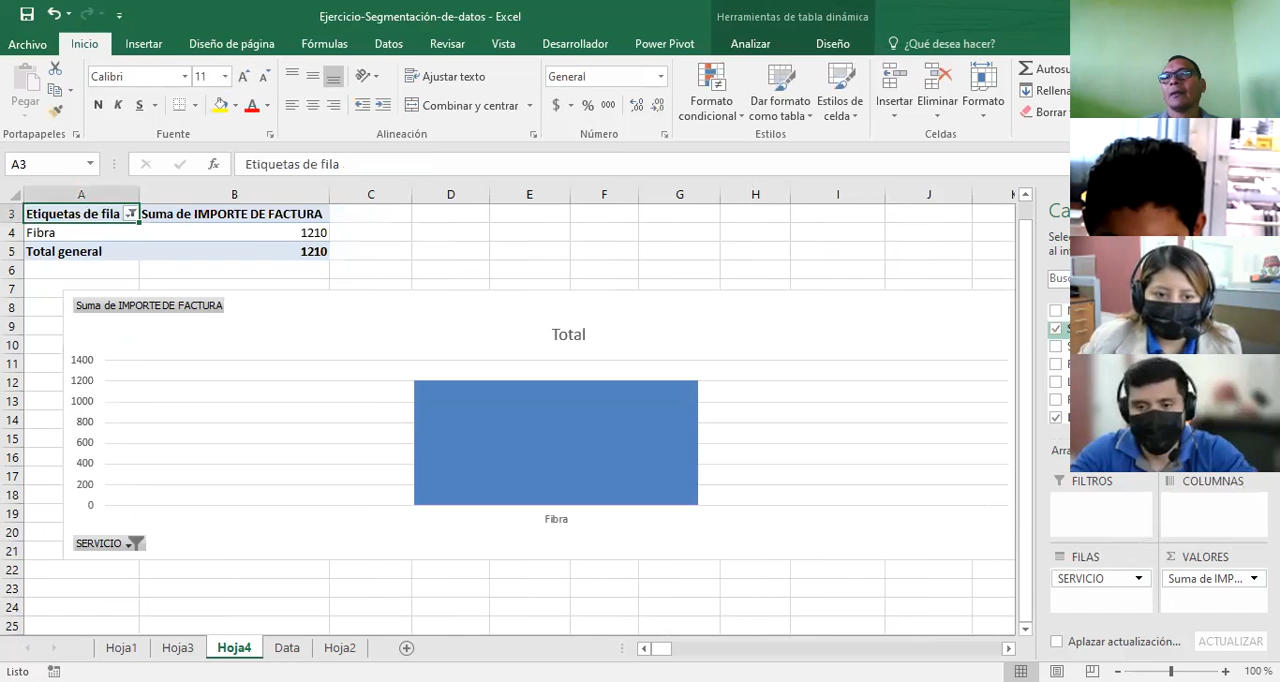 Ejercicio-Segmentación-de-datos - Excel
Herramientas de tabla dinámica
Archivo Inicio Insertar Diseño de página Fórmulas Datos Revisar Vista Desarrollador Power Pivot Analizar Diseño ¿Qué desea hacer?
Pegar
Calibri 11
N K S
Ajustar texto
Combinar y centrar
General
$ % 000
Formato condicional
Dar formato como tabla
Estilos de celda
Insertar Eliminar Formato
Rellena
Borrar
Portapapeles Fuente Alineación Número Estilos Celdas
A3 fx Etiquetas de fila
A B C D E F G H I J
3 Etiquetas de fila Suma de IMPORTE DE FACTURA
4 Fibra 1210
5 Total general 1210
6
7
8
9
10
11
12
13
14
15
16
17
18
19
20
21
22
23
24
25
Suma de IMPORTE DE FACTURA
Total
1400
1200
1000
800
600
400
200
0
Fibra
SERVICIO
Ca
Sele
al in
Bus
Arra
FILTROS COLUMNAS
FILAS Σ VALORES
SERVICIO Suma de IMP...
Aplazar actualización... ACTUALIZAR
Hoja1 Hoja3 Hoja4 Data Hoja2
Listo
100 %